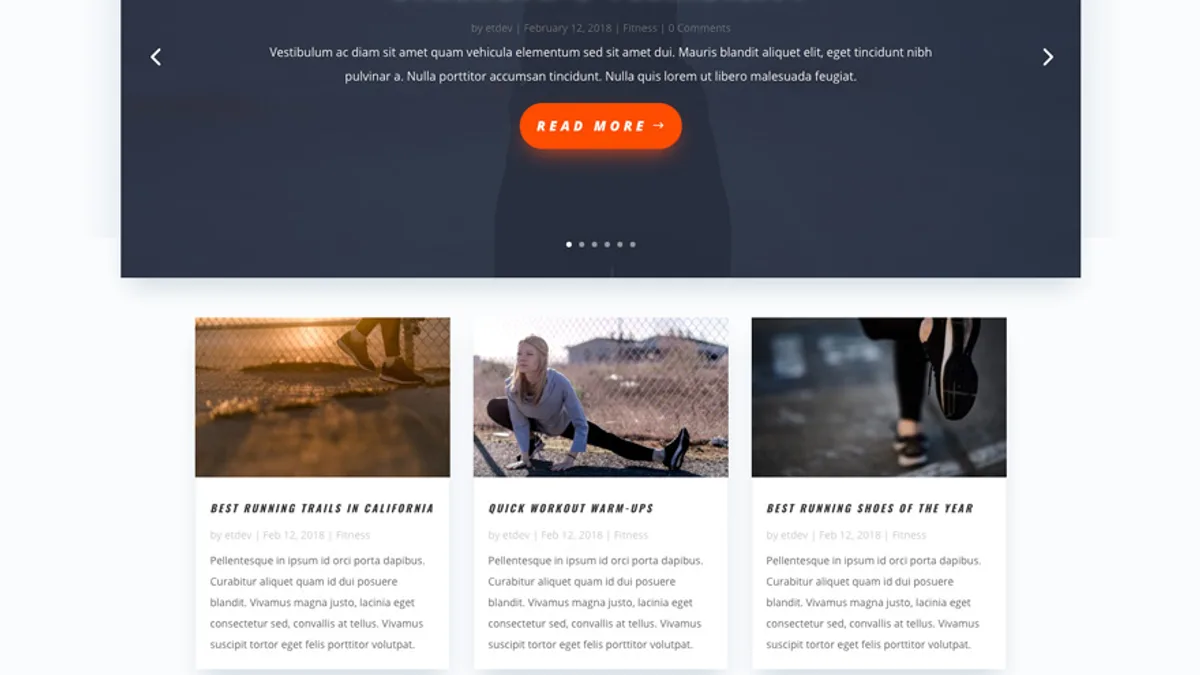 by etdev | February 12, 2018 | Fitness | 0 Comments
Vestibulum ac diam sit amet quam vehicula elementum sed sit amet dui. Mauris blandit aliquet elit, eget tincidunt nibh
pulvinar a. Nulla porttitor accumsan tincidunt. Nulla quis lorem ut libero malesuada feugiat.
READ MORE →
BEST RUNNING TRAILS IN CALIFORNIA
by etdev | Feb 12, 2018 | Fitness
Pellentesque in ipsum id orci porta dapibus.
Curabitur aliquet quam id dui posuere
blandit. Vivamus magna justo, lacinia eget
consectetur sed, convallis at tellus. Vivamus
suscipit tortor eget felis porttitor volutpat.
QUICK WORKOUT WARM-UPS
by etdev | Feb 12, 2018 | Fitness
Pellentesque in ipsum id orci porta dapibus.
Curabitur aliquet quam id dui posuere
blandit. Vivamus magna justo, lacinia eget
consectetur sed, convallis at tellus. Vivamus
suscipit tortor eget felis porttitor volutpat.
BEST RUNNING SHOES OF THE YEAR
by etdev | Feb 12, 2018 | Fitness
Pellentesque in ipsum id orci porta dapibus.
Curabitur aliquet quam id dui posuere
blandit. Vivamus magna justo, lacinia eget
consectetur sed, convallis at tellus. Vivamus
suscipit tortor eget felis porttitor volutpat.